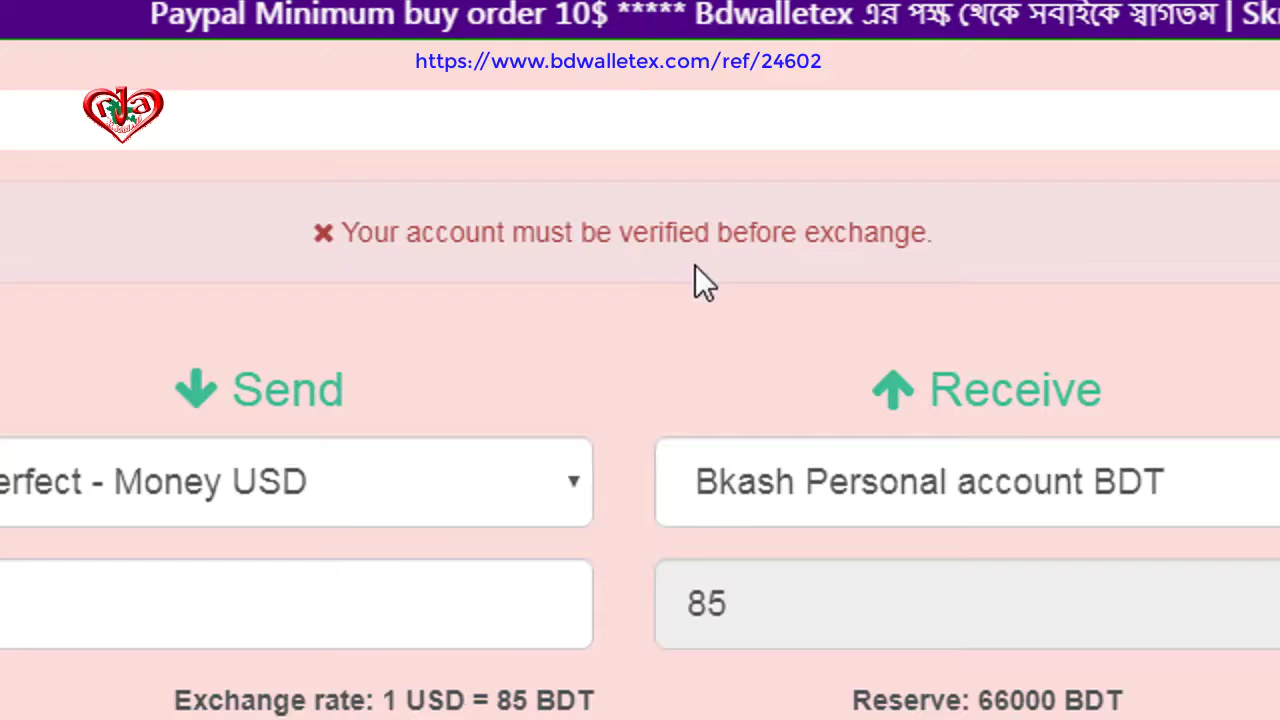 Paypal Minimum buy order 10$ ***** Bdwalletex এর পক্ষ থেকে সবাইকে স্বাগতম | Sk
https://www.bdwalletex.com/ref/24602
nJa
✖ Your account must be verified before exchange.
Send
Receive
erfect - Money USD
Bkash Personal account BDT
85
Exchange rate: 1 USD = 85 BDT
Reserve: 66000 BDT